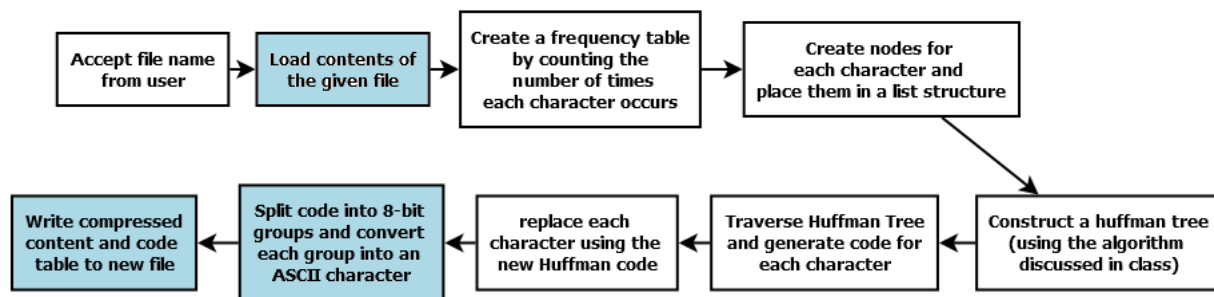 Accept file name
from user
Load contents of
the given file
Create a frequency table
by counting the
number of times
each character occurs
Create nodes for
each character and
place them in a list structure
Construct a huffman tree
(using the algorithm
discussed in class)
Traverse Huffman Tree
and generate code for
each character
replace each
character using the
new Huffman code
Split code into 8-bit
groups and convert
each group into an
ASCII character
Write compressed
content and code
table to new file